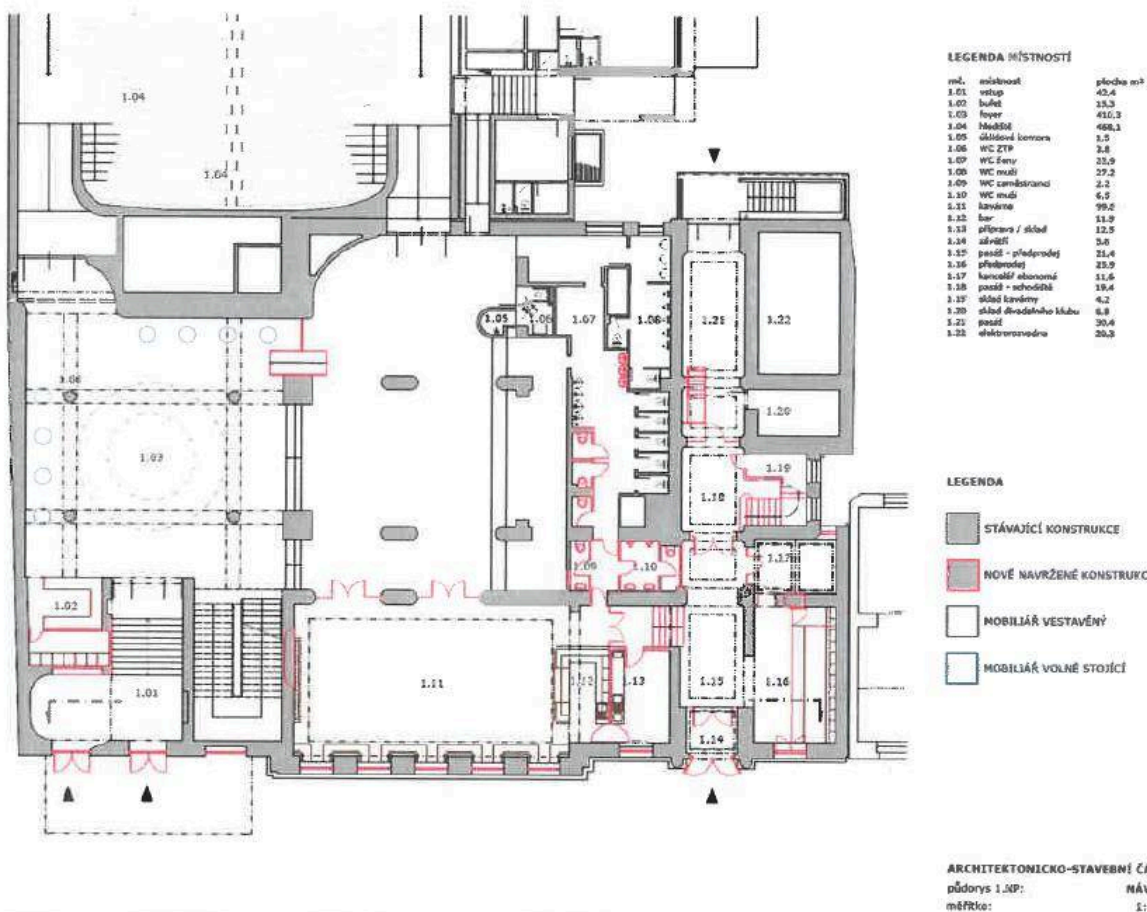 LEGENDA MÍSTNOSTÍ
mč. místnost plocha m²
1.01 vstup 42,4
1.02 bufet 15,3
1.03 foyer 410,3
1.04 hlediště 468,1
1.05 úklidová komora 1,5
1.06 WC ZTP 3,8
1.07 WC ženy 23,9
1.08 WC muži 27,2
1.09 WC zaměstnanci 2,2
1.10 WC muži 6,5
1.11 kavárna
1.12 bar 11,9
1.13 příprava / sklad 12,5
1.14 závětří
1.15 pasáž - předprodej 21,4
1.16 předprodej 25,9
1.17 kancelář ekonomů 11,6
1.18 pasáž - schodiště 19,4
sklad kavárny 4,2
1.20 sklad divadelního klubu 6,8
1.21 pasáž 30,4
1.22 elektrorozvodna 20,3
LEGENDA
STÁVAJÍCÍ KONSTRUKCE
NOVĚ NAVRŽENÉ KONSTRUKC
MOBILIÁŘ VESTAVĚNÝ
MOBILIÁŘ VOLNĚ STOJÍCÍ
ARCHITEKTONICKO-STAVEBNÍ ČÁ
půdorys 1.NP: NÁV
měřítko: 1:
1.04
1.04
1.05
1.06
1.07
1.08
1.21
1.22
1.20
1.03
1.18
1.19
1.09
1.10
1.17
1.02
1.01
1.11
1.12
1.13
1.15
1.16
1.14